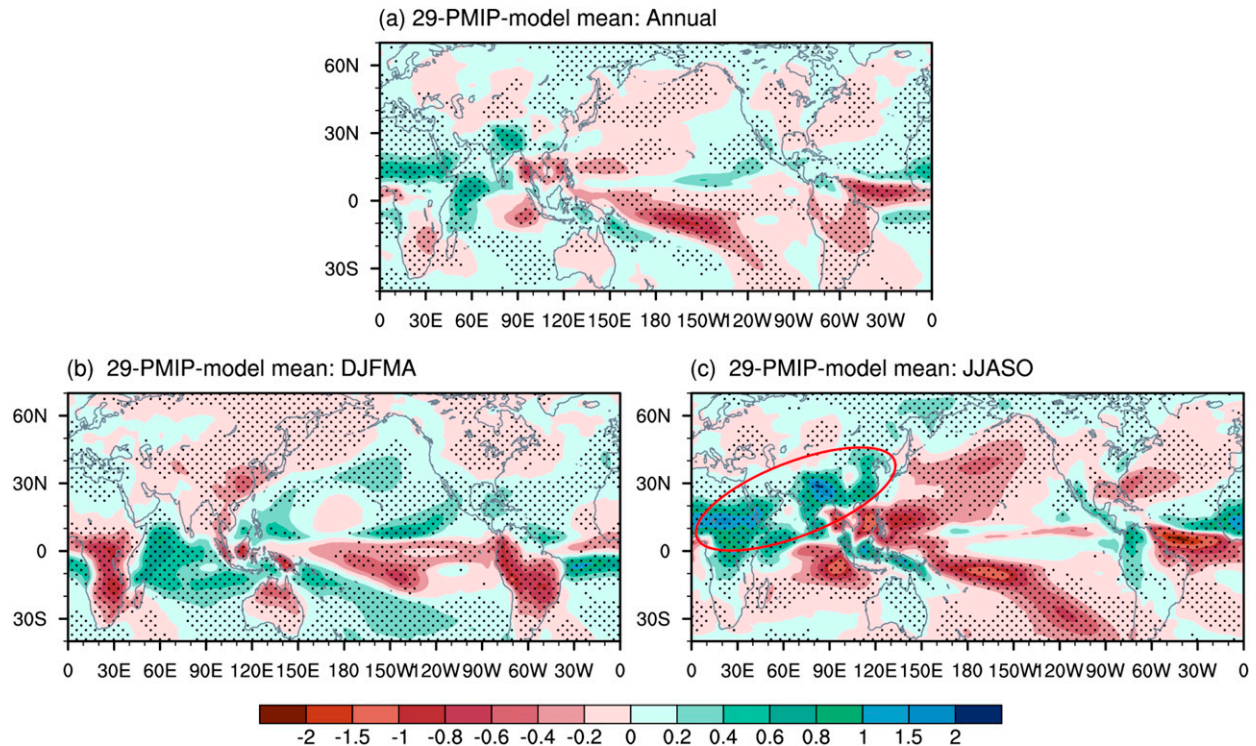 (a) 29-PMIP-model mean: Annual
60N
30N
0
30S
0 30E 60E 90E 120E 150E 180 150W 120W 90W 60W 30W 0
(b) 29-PMIP-model mean: DJFMA
60N
30N
0
30S
0 30E 60E 90E 120E 150E 180 150W 120W 90W 60W 30W 0
(c) 29-PMIP-model mean: JJASO
60N
30N
0
30S
0 30E 60E 90E 120E 150E 180 150W 120W 90W 60W 30W 0
-2 -1.5 -1 -0.8 -0.6 -0.4 -0.2 0 0.2 0.4 0.6 0.8 1 1.5 2